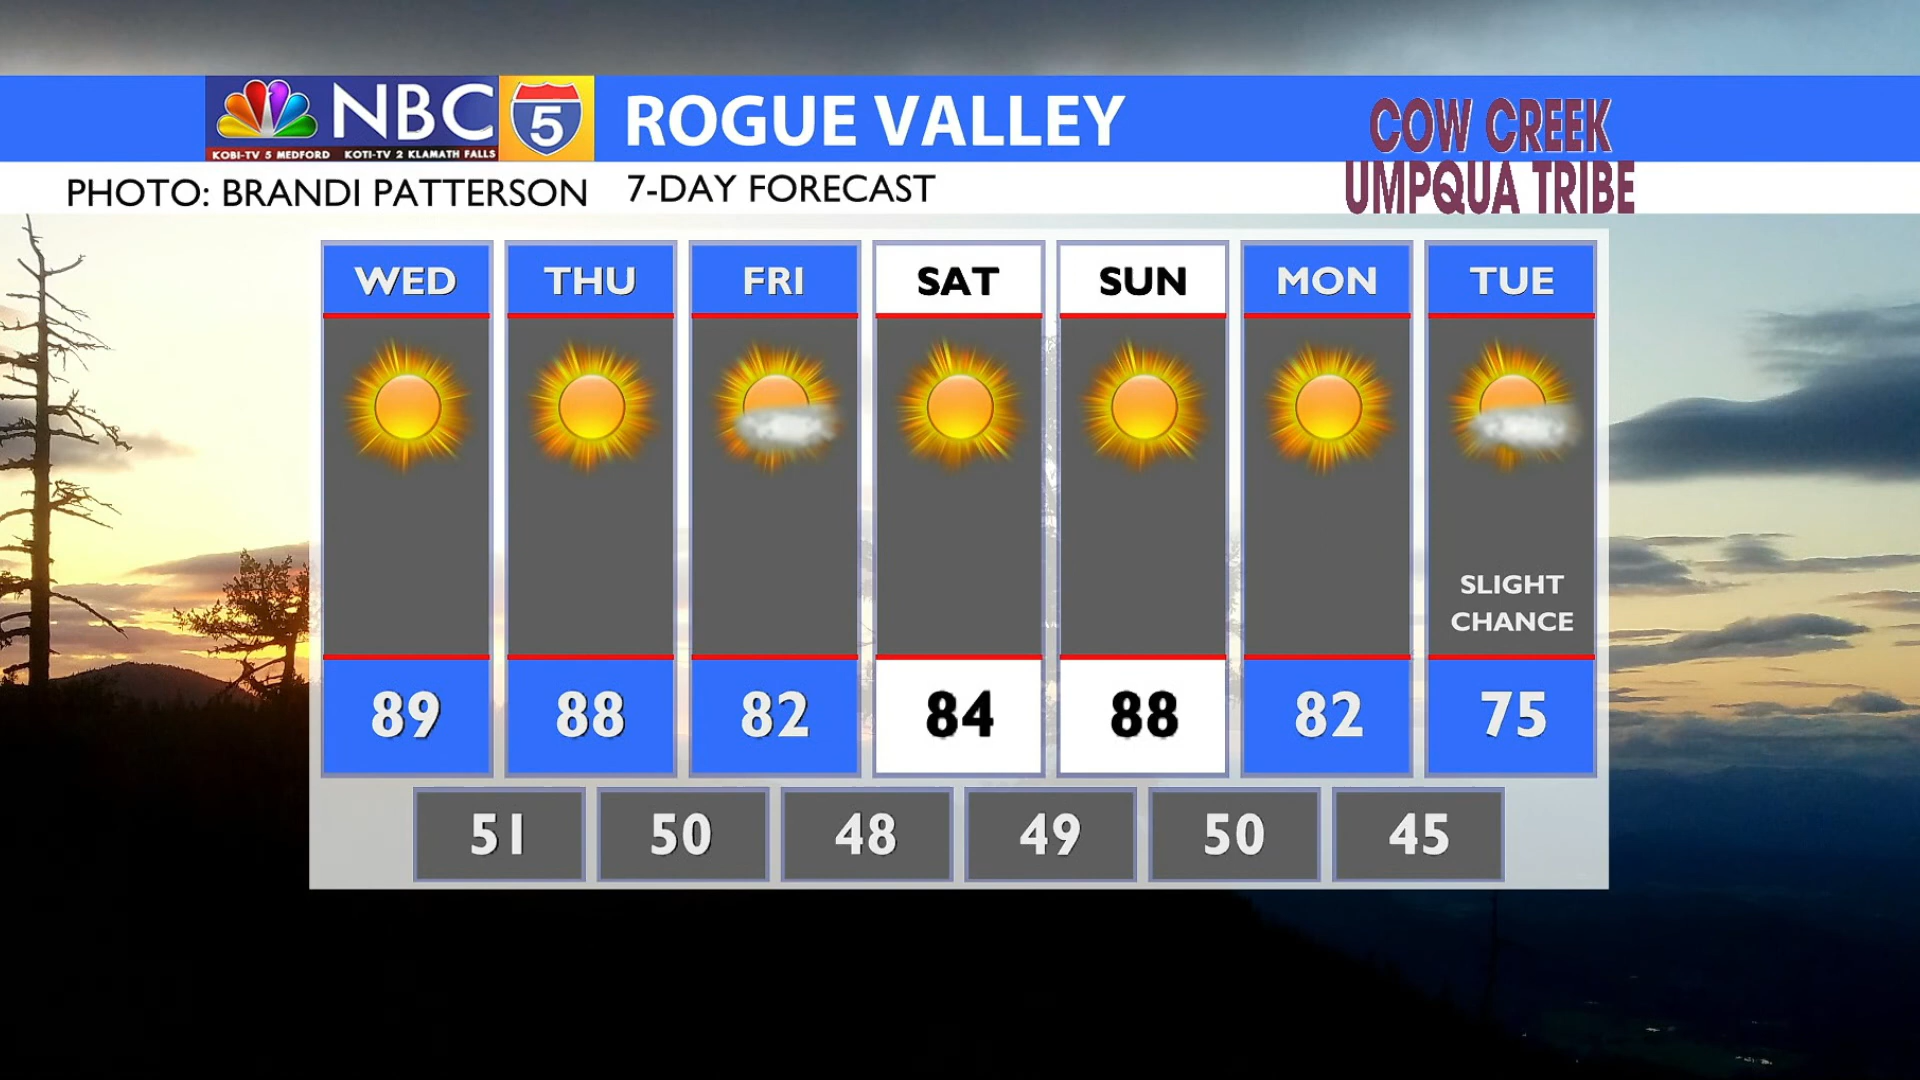 NBC 5
KOBI-TV 5 MEDFORD KOTI-TV 2 KLAMATH FALLS
ROGUE VALLEY
COW CREEK
UMPQUA TRIBE
PHOTO: BRANDI PATTERSON
7-DAY FORECAST
WED THU FRI SAT SUN MON TUE
SLIGHT
CHANCE
89 88 82 84 88 82 75
51 50 48 49 50 45